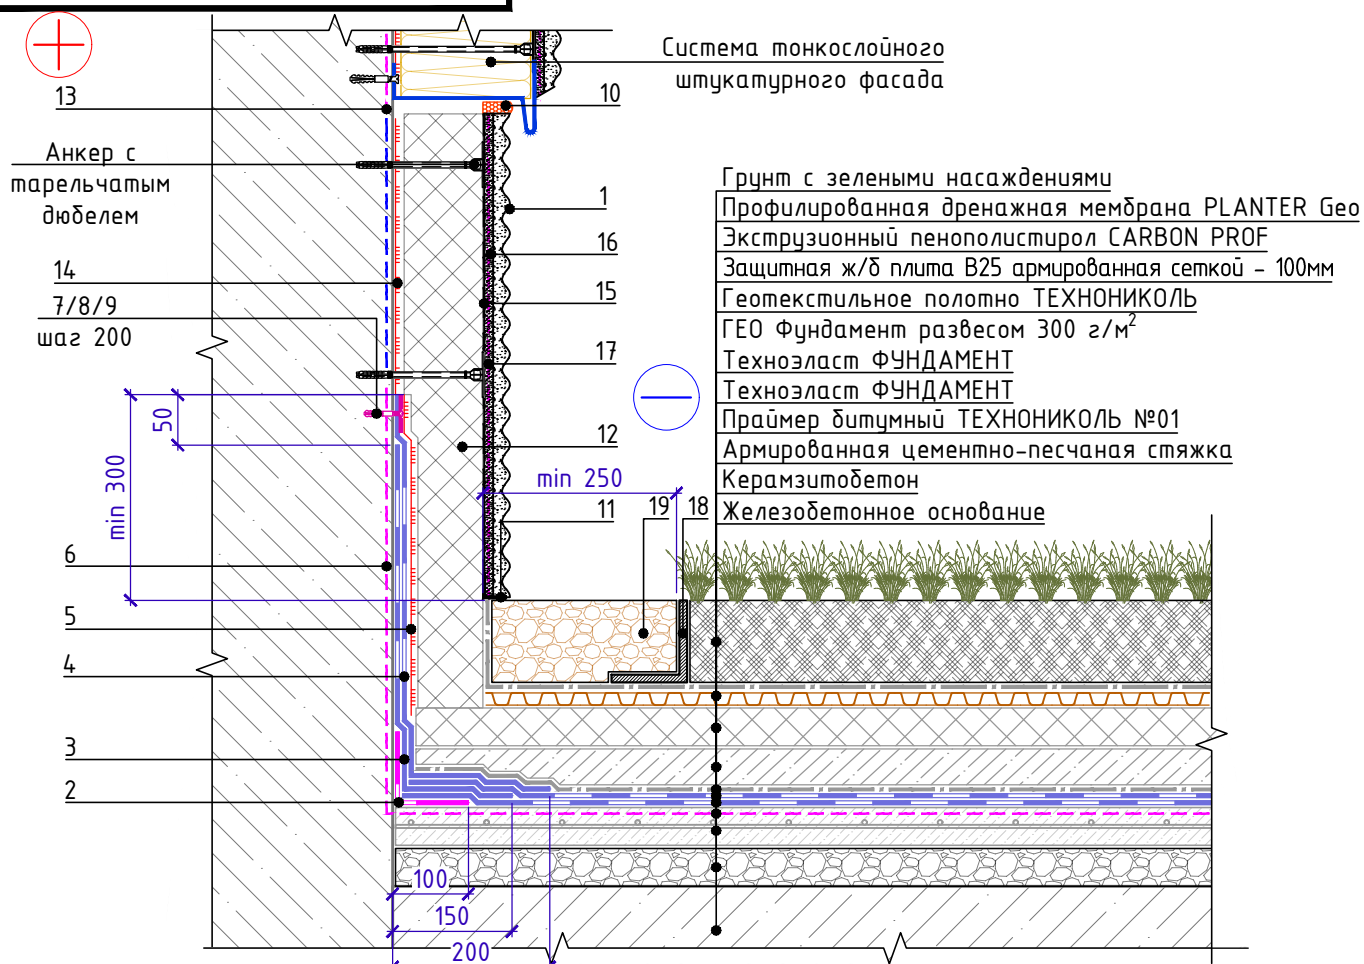 Система тонкослойного
штукатурного фасада
13
10
Анкер с
тарельчатым
дюбелем
1
16
14
15
7/8/9
шаг 200
17
50
12
min 300
min 250
11
19
18
6
5
4
3
2
Грунт с зелеными насаждениями
Профилированная дренажная мембрана PLANTER Geo
Экструзионный пенополистирол CARBON PROF
Защитная ж/б плита В25 армированная сеткой - 100мм
Геотекстильное полотно ТЕХНОНИКОЛЬ
ГЕО Фундамент развесом 300 г/м²
Техноэласт ФУНДАМЕНТ
Техноэласт ФУНДАМЕНТ
Праймер битумный ТЕХНОНИКОЛЬ №01
Армированная цементно-песчаная стяжка
Керамзитобетон
Железобетонное основание
100
150
200